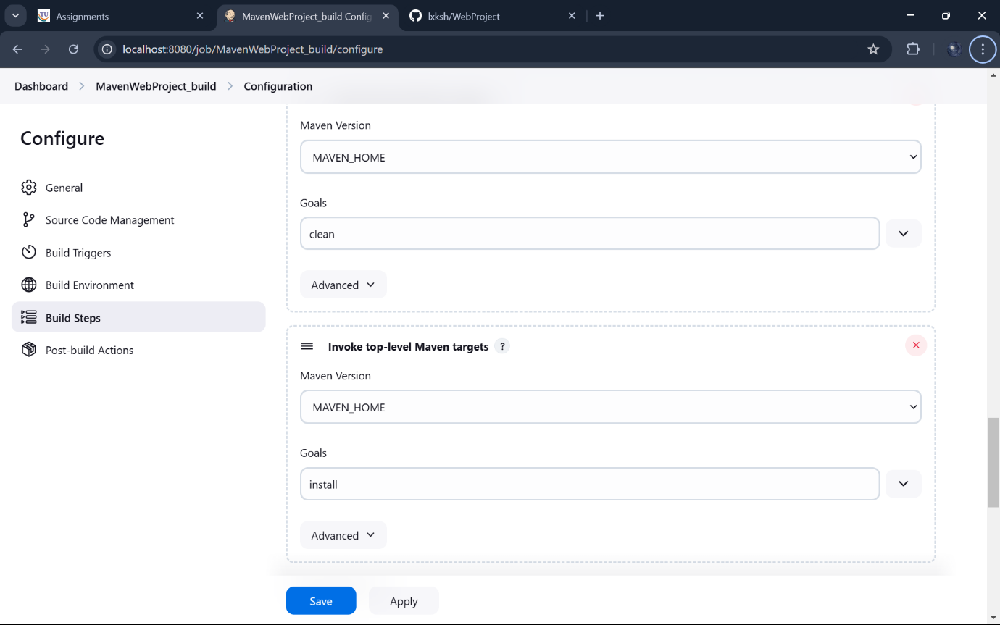 Assignments
MavenWebProject_build Config
lxksh/WebProject
localhost:8080/job/MavenWebProject_build/configure
Dashboard > MavenWebProject_build > Configuration
Configure
General
Source Code Management
Build Triggers
Build Environment
Build Steps
Post-build Actions
Maven Version
MAVEN_HOME
Goals
clean
Advanced
Invoke top-level Maven targets ?
Maven Version
MAVEN_HOME
Goals
install
Advanced
Save
Apply